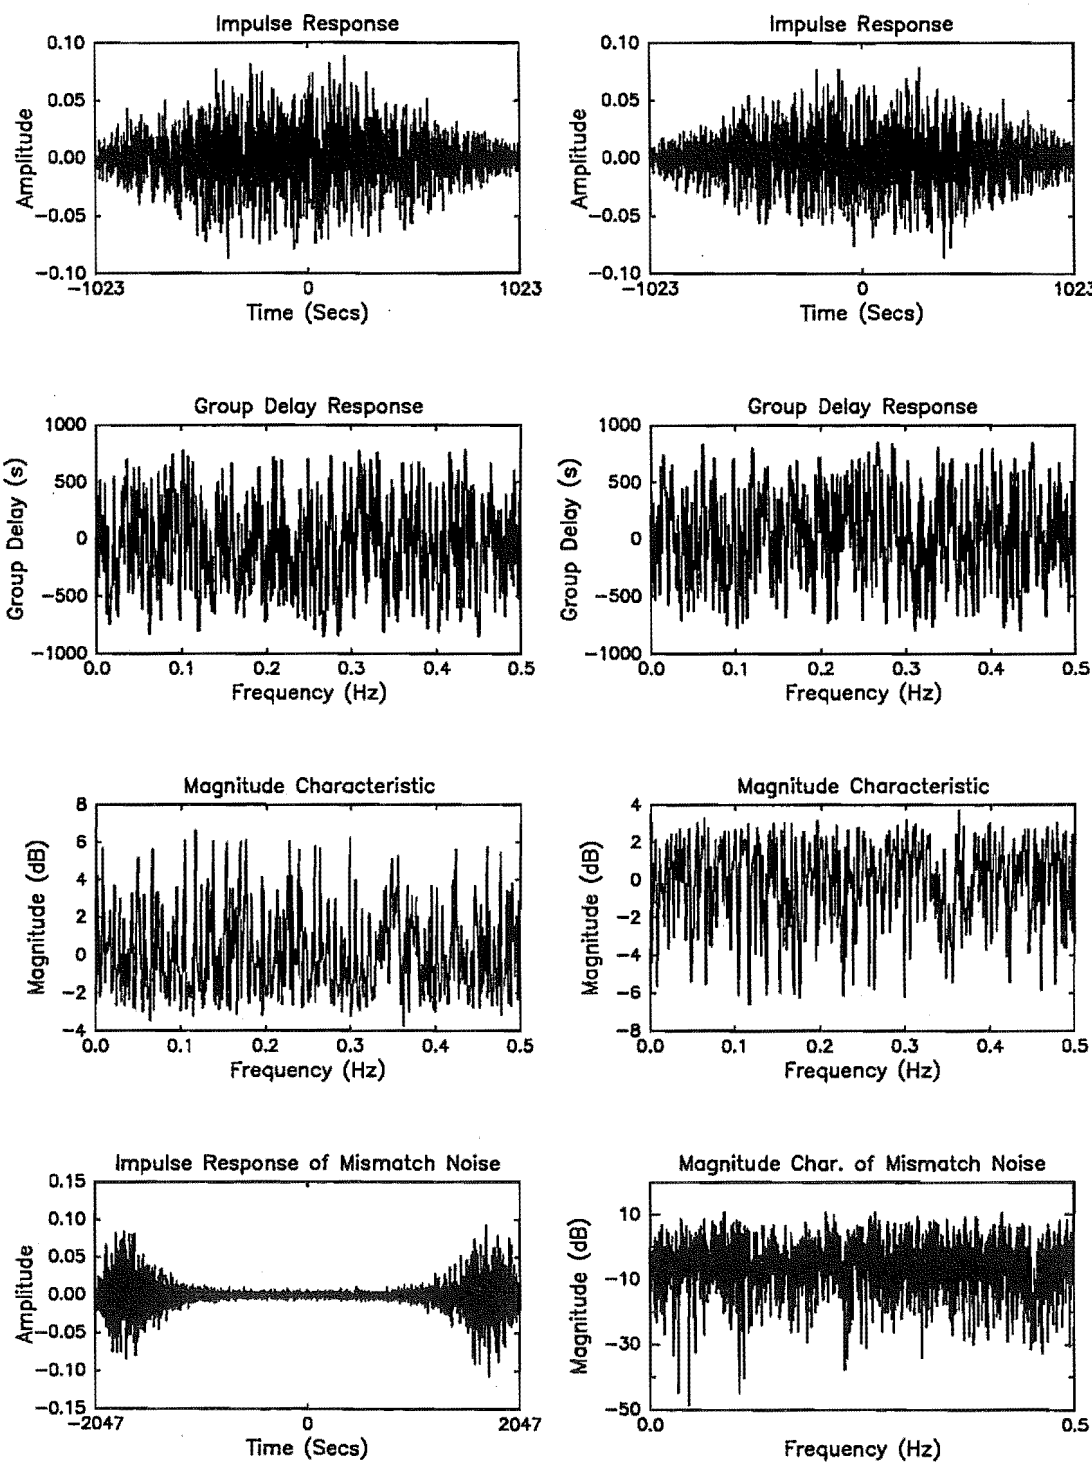 Impulse Response
0.10
0.05
0.00
−0.05
−0.10
Amplitude
−1023 0 1023
Time (Secs)
Impulse Response
0.10
0.05
0.00
−0.05
−0.10
Amplitude
−1023 0 1023
Time (Secs)
Group Delay Response
1000
500
0
−500
−1000
Group Delay (s)
0.0 0.1 0.2 0.3 0.4 0.5
Frequency (Hz)
Group Delay Response
1000
500
0
−500
−1000
Group Delay (s)
0.0 0.1 0.2 0.3 0.4 0.5
Frequency (Hz)
Magnitude Characteristic
8
6
4
2
0
−2
−4
Magnitude (dB)
0.0 0.1 0.2 0.3 0.4 0.5
Frequency (Hz)
Magnitude Characteristic
4
2
0
−2
−4
−6
−8
Magnitude (dB)
0.0 0.1 0.2 0.3 0.4 0.5
Frequency (Hz)
Impulse Response of Mismatch Noise
0.15
0.10
0.05
0.00
−0.05
−0.10
−0.15
Amplitude
−2047 0 2047
Time (Secs)
Magnitude Char. of Mismatch Noise
10
−10
−30
−50
Magnitude (dB)
0.0 0.5
Frequency (Hz)